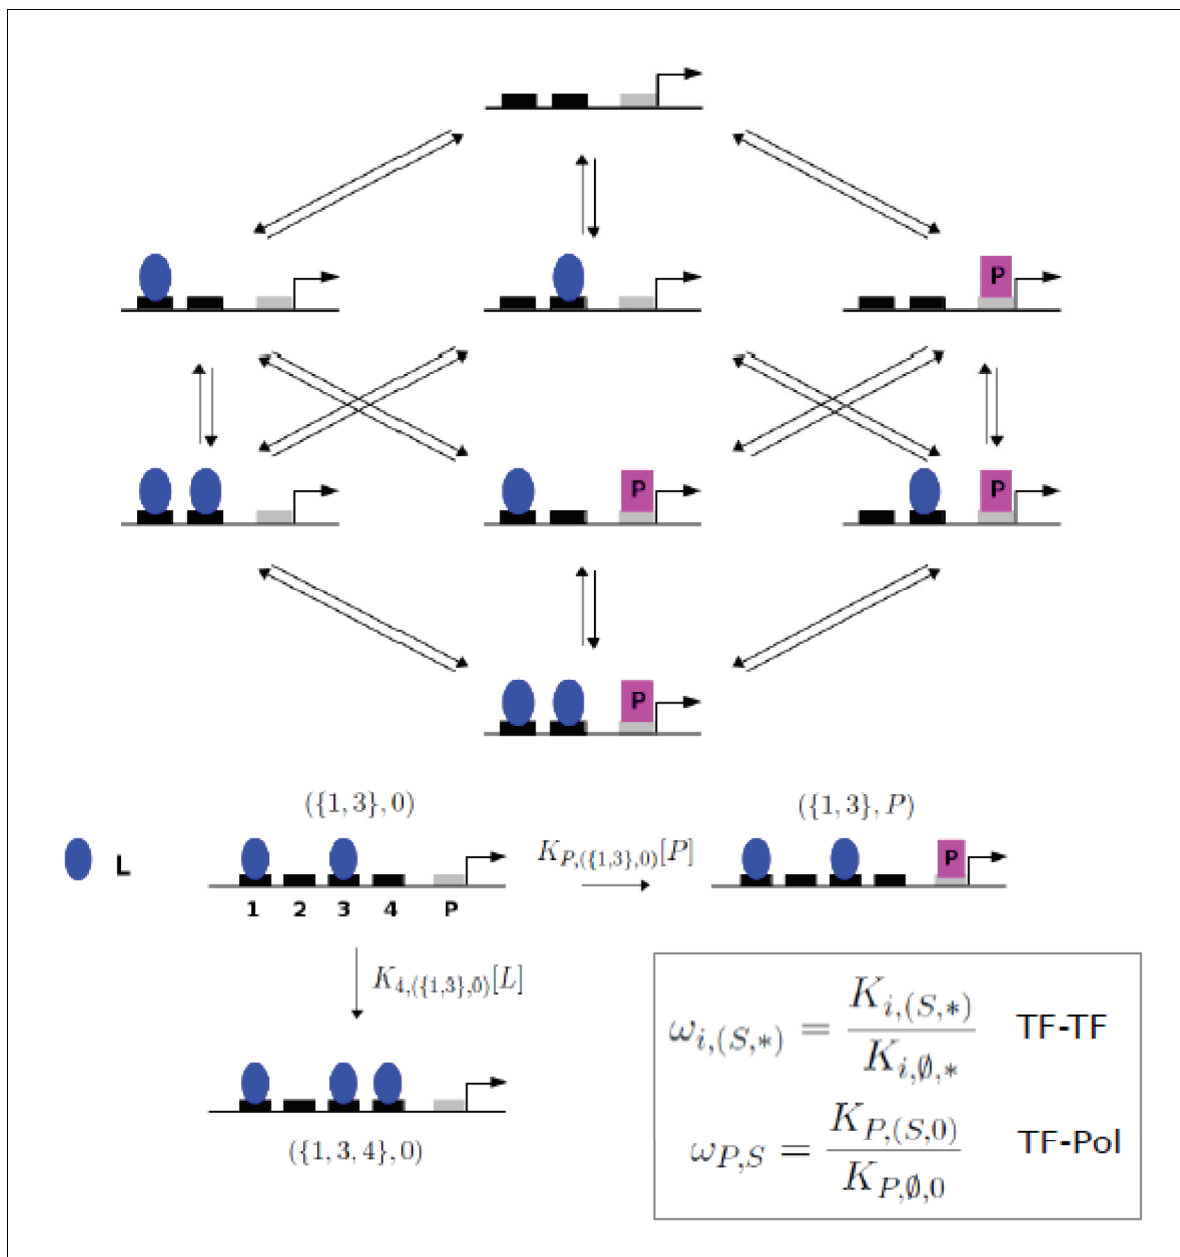 P
P
P
P
({1, 3}, 0)
({1, 3}, P)
L
K_{P,({1,3},0)}[P]
P
1 2 3 4 P
K_{4,({1,3},0)}[L]
ω_{i,(S,*)} = K_{i,(S,*)} / K_{i,∅,*} TF-TF
ω_{P,S} = K_{P,(S,0)} / K_{P,∅,0} TF-Pol
({1, 3, 4}, 0)